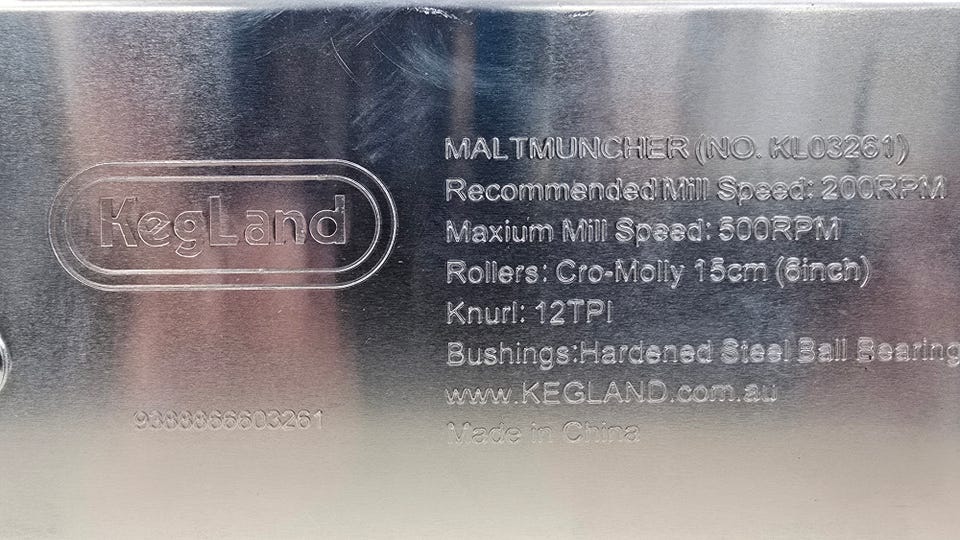 KegLand
9388866603261
MALTMUNCHER (NO. KL03261)
Recommended Mill Speed: 200RPM
Maxium Mill Speed: 500RPM
Rollers: Cro-Molly 15cm (6inch)
Knurl: 12TPI
Bushings:Hardened Steel Ball Bearing
www.KEGLAND.com.au
Made in China